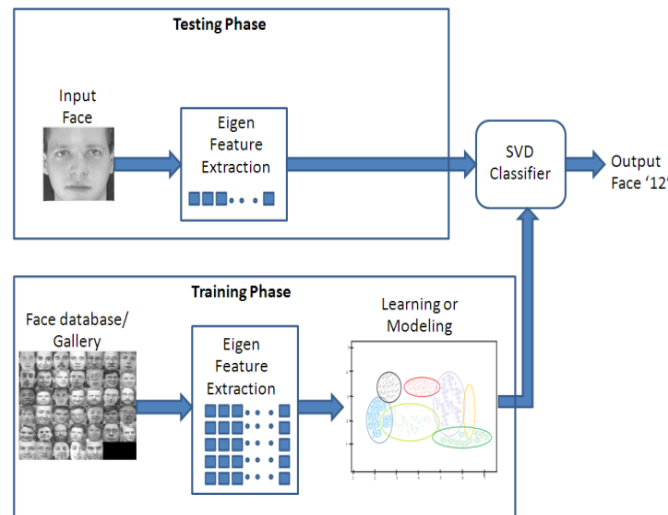 Testing Phase
Input
Face
Eigen
Feature
Extraction
SVD
Classifier
Output
Face ‘12’
Training Phase
Face database/
Gallery
Eigen
Feature
Extraction
Learning or
Modeling